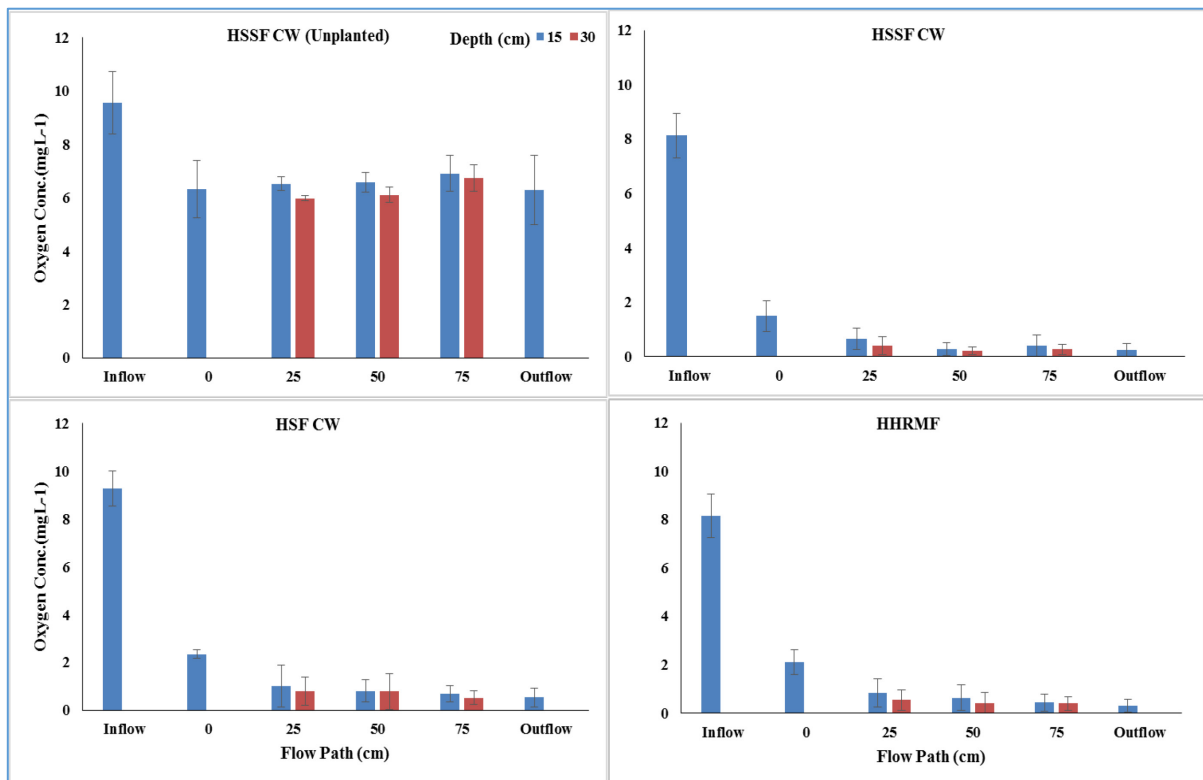 HSSF CW (Unplanted)
Depth (cm) 15 30
Oxygen Conc.(mgL-1)
12
10
8
6
4
2
0
Inflow 0 25 50 75 Outflow
HSSF CW
12
10
8
6
4
2
0
Inflow 0 25 50 75 Outflow
HSF CW
Oxygen Conc.(mgL-1)
12
10
8
6
4
2
0
Inflow 0 25 50 75 Outflow
Flow Path (cm)
HHRMF
12
10
8
6
4
2
0
Inflow 0 25 50 75 Outflow
Flow Path (cm)